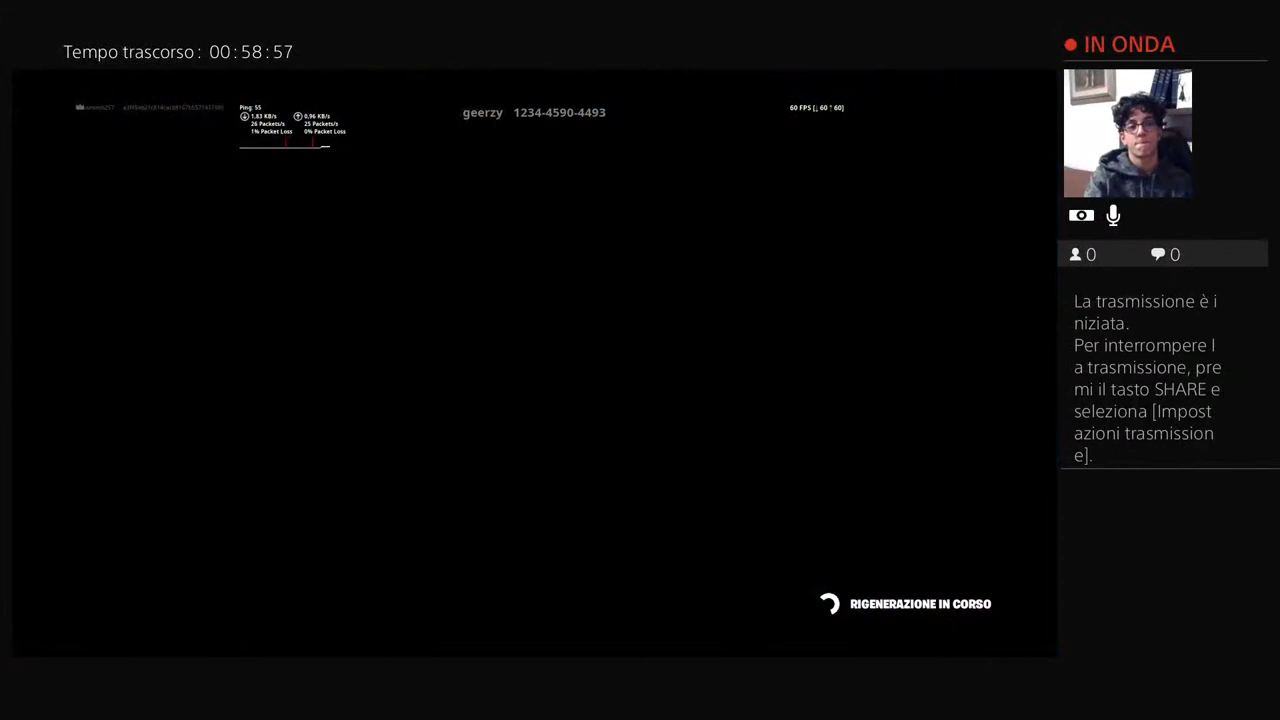 Tempo trascorso: 00:58:57
IN ONDA
Ping: 55
1,83 KB/s 0,96 KB/s
26 Packets/s 25 Packets/s
1% Packet Loss 0% Packet Loss
geerzy 1234-4590-4493
60 FPS [¦ 60 ↑ 60]
0 0
La trasmissione è i
niziata.
Per interrompere l
a trasmissione, pre
mi il tasto SHARE e
seleziona [Impost
azioni trasmission
e].
RIGENERAZIONE IN CORSO